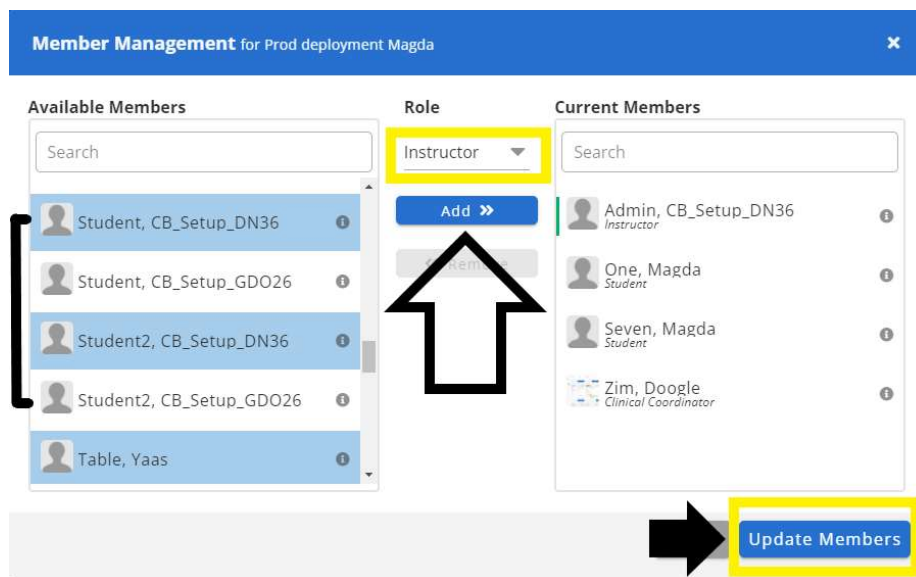 Member Management for Prod deployment Magda
Available Members
Search
Student, CB_Setup_DN36
Student, CB_Setup_GDO26
Student2, CB_Setup_DN36
Student2, CB_Setup_GDO26
Table, Yaas
Role
Instructor
Add »
Current Members
Search
Admin, CB_Setup_DN36
Instructor
One, Magda
Student
Seven, Magda
Student
Zim, Doogle
Clinical Coordinator
Update Members